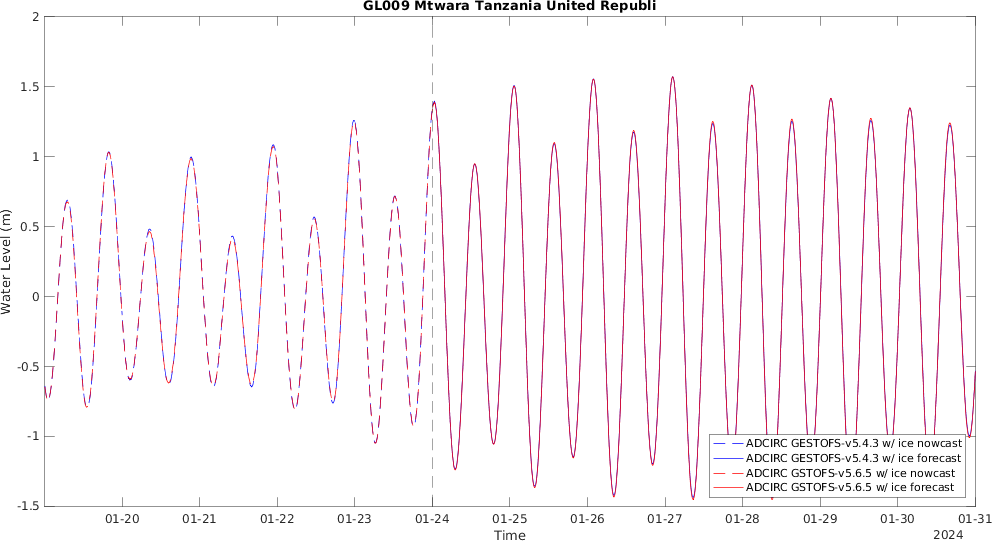 GL009 Mtwara Tanzania United Republi
2
1.5
1
0.5
0
-0.5
-1
-1.5
Water Level (m)
ADCIRC GESTOFS-v5.4.3 w/ ice nowcast
ADCIRC GESTOFS-v5.4.3 w/ ice forecast
ADCIRC GSTOFS-v5.6.5 w/ ice nowcast
ADCIRC GSTOFS-v5.6.5 w/ ice forecast
01-20 01-21 01-22 01-23 01-24 01-25 01-26 01-27 01-28 01-29 01-30 01-31
Time
2024